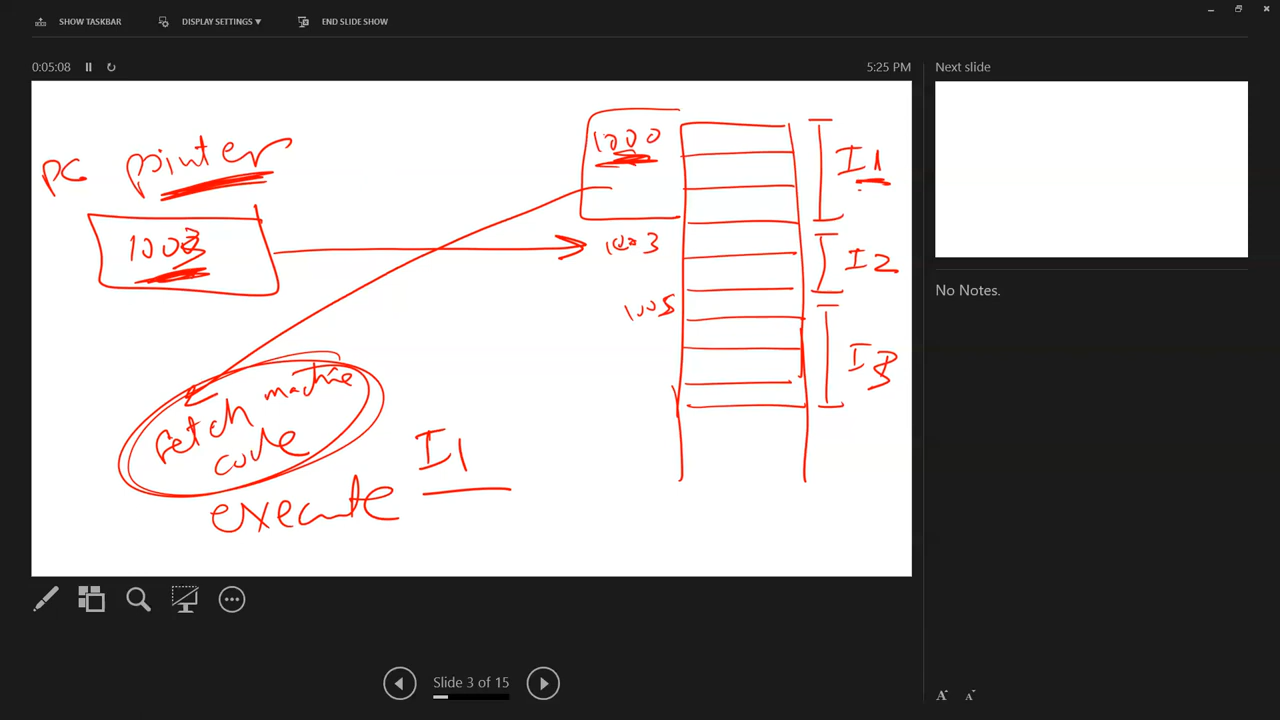 SHOW TASKBAR
DISPLAY SETTINGS ▼
END SLIDE SHOW
0:05:08
5:25 PM
Next slide
PC pointer
1003
1000
I1
1003
I2
1005
I3
fetch machine
code
execute I1
No Notes.
Slide 3 of 15
A A